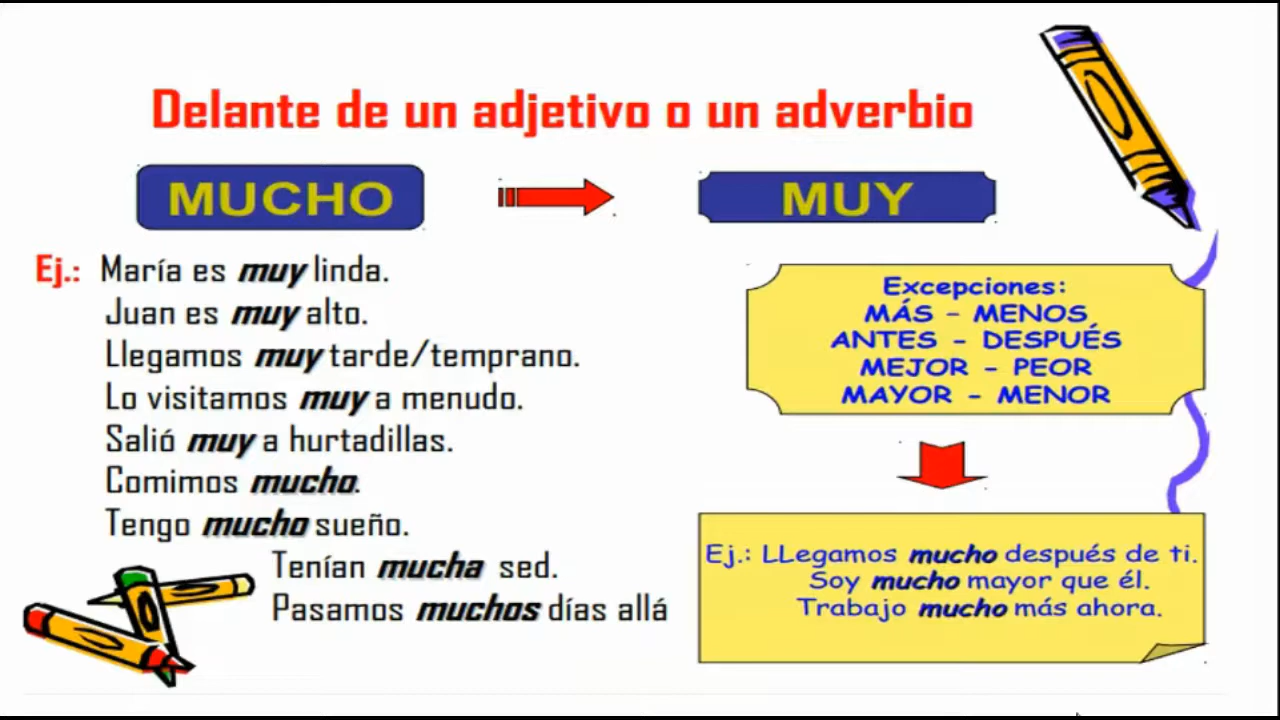 Delante de un adjetivo o un adverbio
MUCHO
MUY
Ej.: María es muy linda.
Juan es muy alto.
Llegamos muy tarde/temprano.
Lo visitamos muy a menudo.
Salió muy a hurtadillas.
Comimos mucho.
Tengo mucho sueño.
Tenían mucha sed.
Pasamos muchos días allá
Excepciones:
MÁS – MENOS
ANTES – DESPUÉS
MEJOR – PEOR
MAYOR – MENOR
Ej.: LLegamos mucho después de ti.
Soy mucho mayor que él.
Trabajo mucho más ahora.